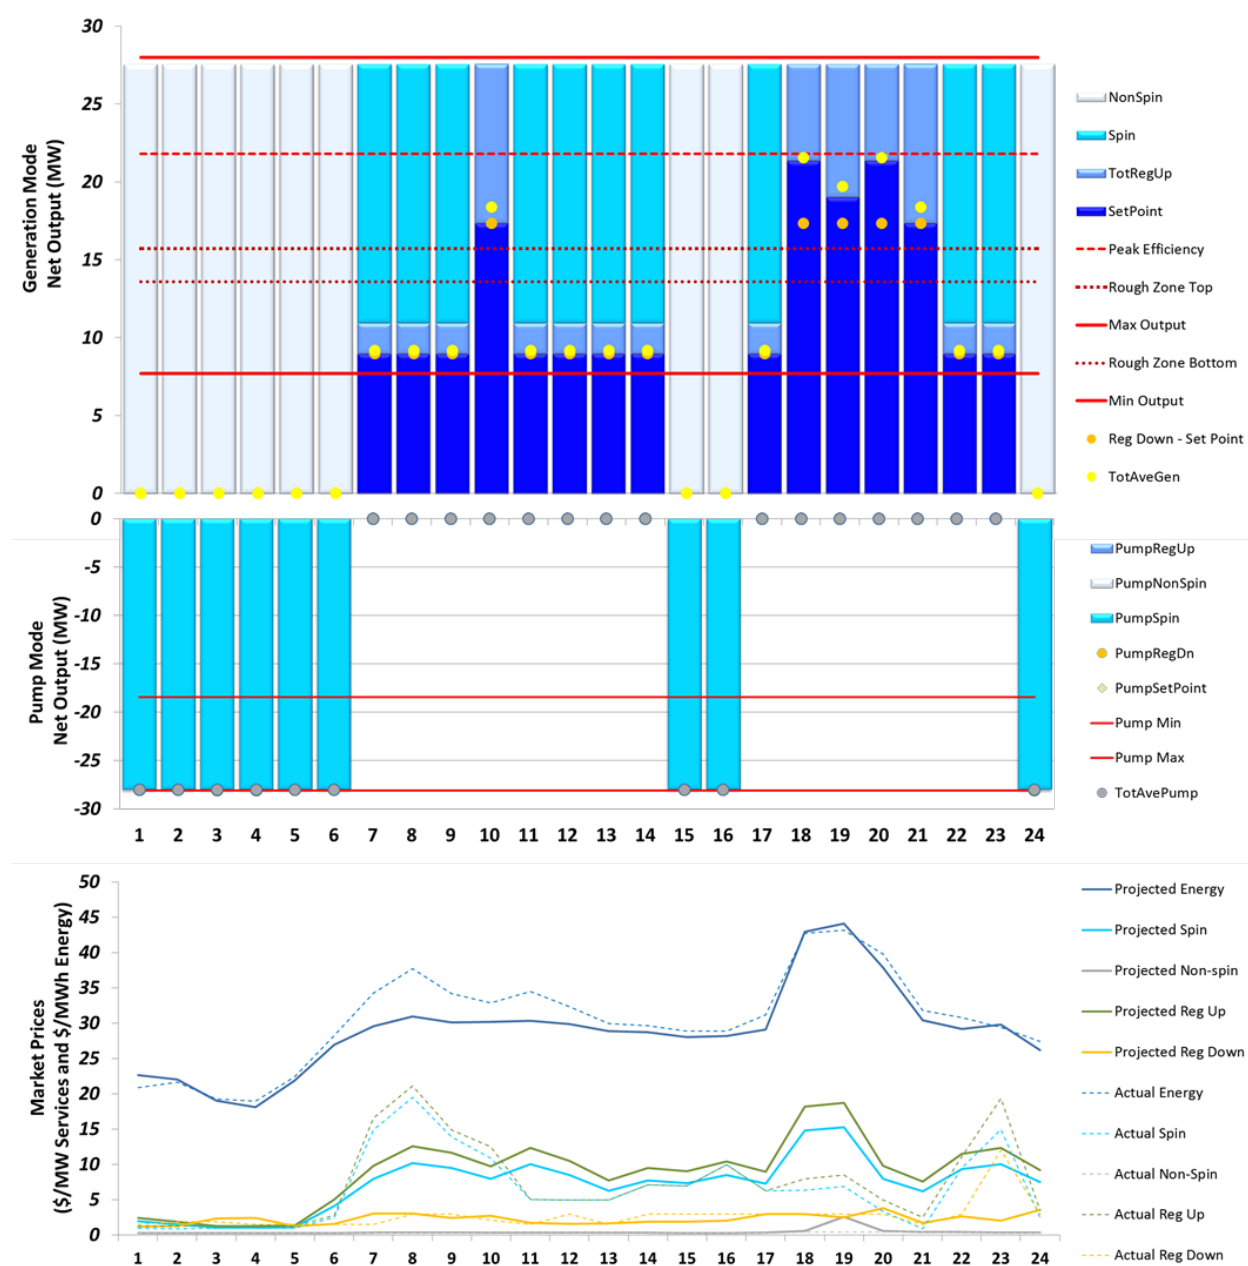 Generation Mode
Net Output (MW)
30
25
20
15
10
5
0
NonSpin
Spin
TotRegUp
SetPoint
Peak Efficiency
Rough Zone Top
Max Output
Rough Zone Bottom
Min Output
Reg Down - Set Point
TotAveGen
Pump Mode
Net Output (MW)
0
-5
-10
-15
-20
-25
-30
1 2 3 4 5 6 7 8 9 10 11 12 13 14 15 16 17 18 19 20 21 22 23 24
PumpRegUp
PumpNonSpin
PumpSpin
PumpRegDn
PumpSetPoint
Pump Min
Pump Max
TotAvePump
Market Prices
($/MW Services and $/MWh Energy)
50
45
40
35
30
25
20
15
10
5
0
1 2 3 4 5 6 7 8 9 10 11 12 13 14 15 16 17 18 19 20 21 22 23 24
Projected Energy
Projected Spin
Projected Non-spin
Projected Reg Up
Projected Reg Down
Actual Energy
Actual Spin
Actual Non-Spin
Actual Reg Up
Actual Reg Down